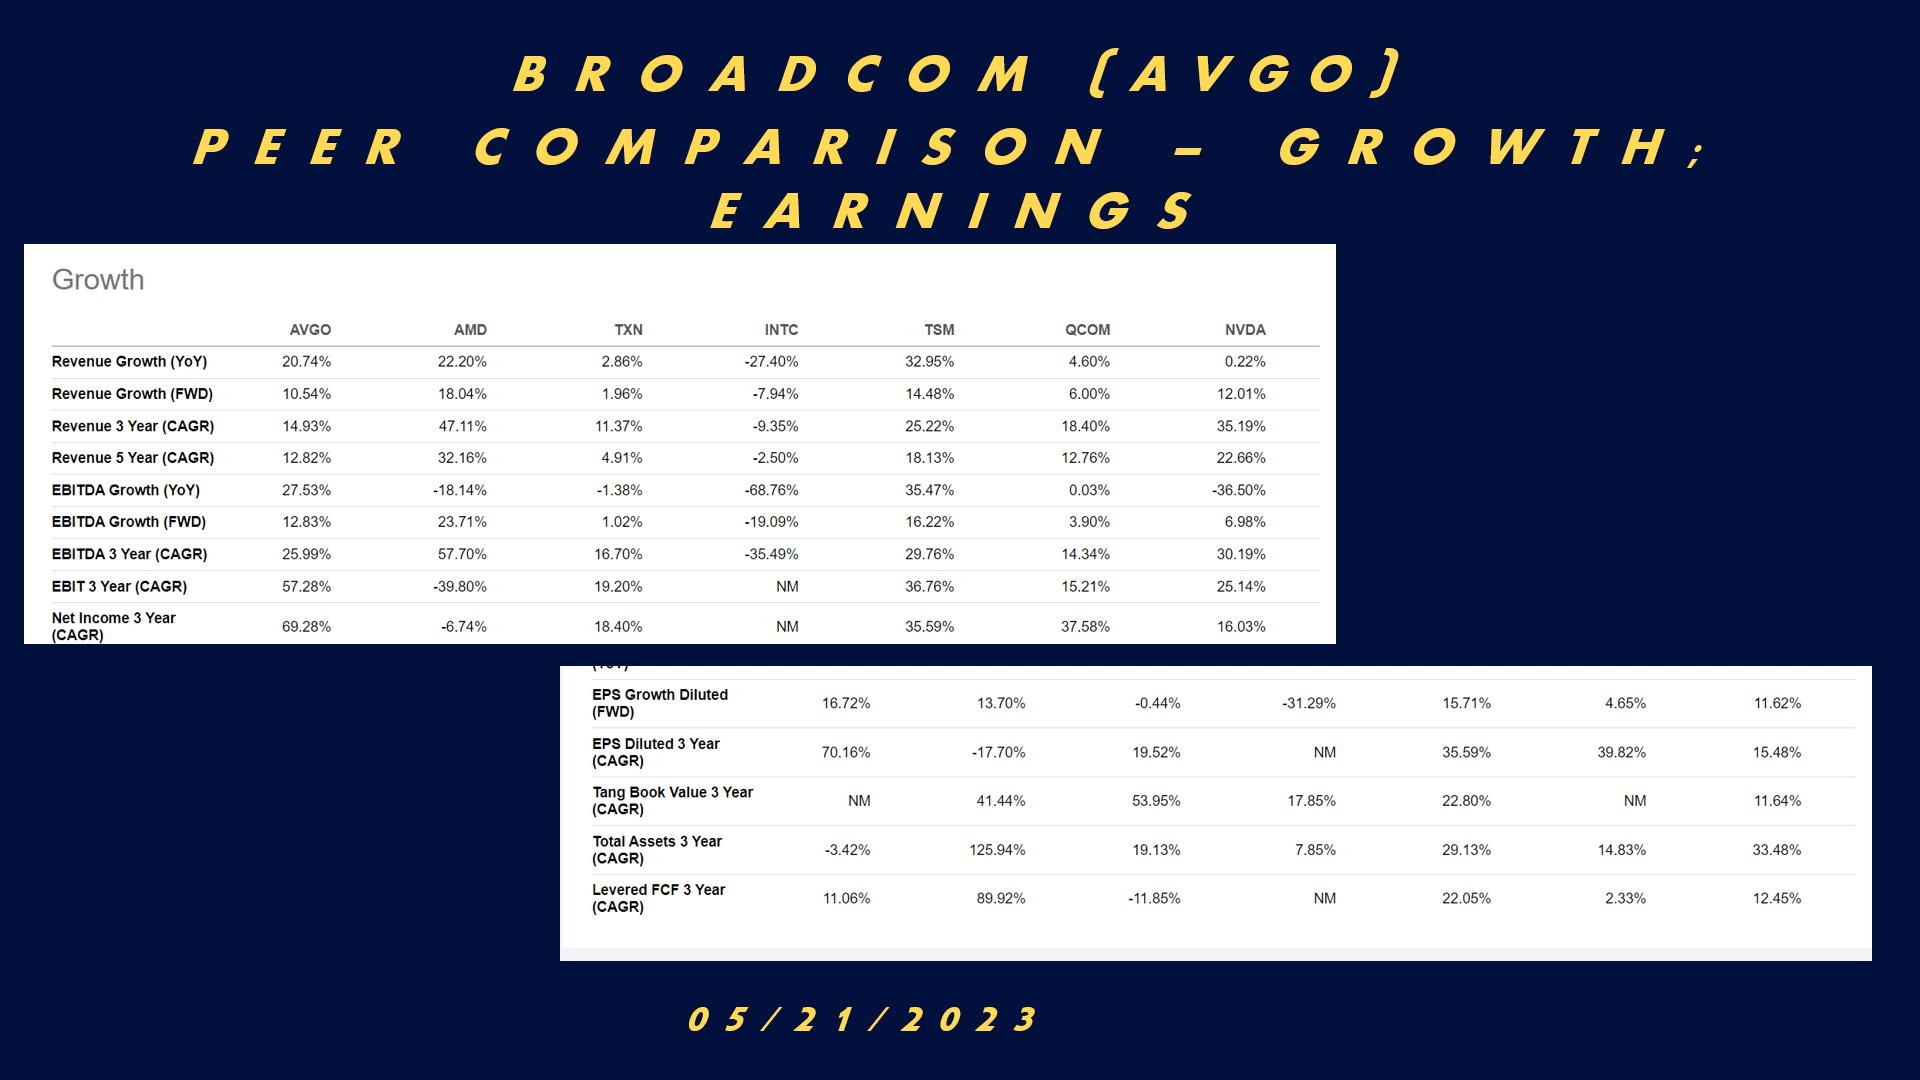 BROADCOM (AVGO)
PEER COMPARISON – GROWTH;
EARNINGS
Growth
AVGO AMD TXN INTC TSM QCOM NVDA
Revenue Growth (YoY) 20.74% 22.20% 2.86% -27.40% 32.95% 4.60% 0.22%
Revenue Growth (FWD) 10.54% 18.04% 1.96% -7.94% 14.48% 6.00% 12.01%
Revenue 3 Year (CAGR) 14.93% 47.11% 11.37% -9.35% 25.22% 18.40% 35.19%
Revenue 5 Year (CAGR) 12.82% 32.16% 4.91% -2.50% 18.13% 12.76% 22.66%
EBITDA Growth (YoY) 27.53% -18.14% -1.38% -68.76% 35.47% 0.03% -36.50%
EBITDA Growth (FWD) 12.83% 23.71% 1.02% -19.09% 16.22% 3.90% 6.98%
EBITDA 3 Year (CAGR) 25.99% 57.70% 16.70% -35.49% 29.76% 14.34% 30.19%
EBIT 3 Year (CAGR) 57.28% -39.80% 19.20% NM 36.76% 15.21% 25.14%
Net Income 3 Year
(CAGR) 69.28% -6.74% 18.40% NM 35.59% 37.58% 16.03%
EPS Growth Diluted
(FWD) 16.72% 13.70% -0.44% -31.29% 15.71% 4.65% 11.62%
EPS Diluted 3 Year
(CAGR) 70.16% -17.70% 19.52% NM 35.59% 39.82% 15.48%
Tang Book Value 3 Year
(CAGR) NM 41.44% 53.95% 17.85% 22.80% NM 11.64%
Total Assets 3 Year
(CAGR) -3.42% 125.94% 19.13% 7.85% 29.13% 14.83% 33.48%
Levered FCF 3 Year
(CAGR) 11.06% 89.92% -11.85% NM 22.05% 2.33% 12.45%
05/21/2023